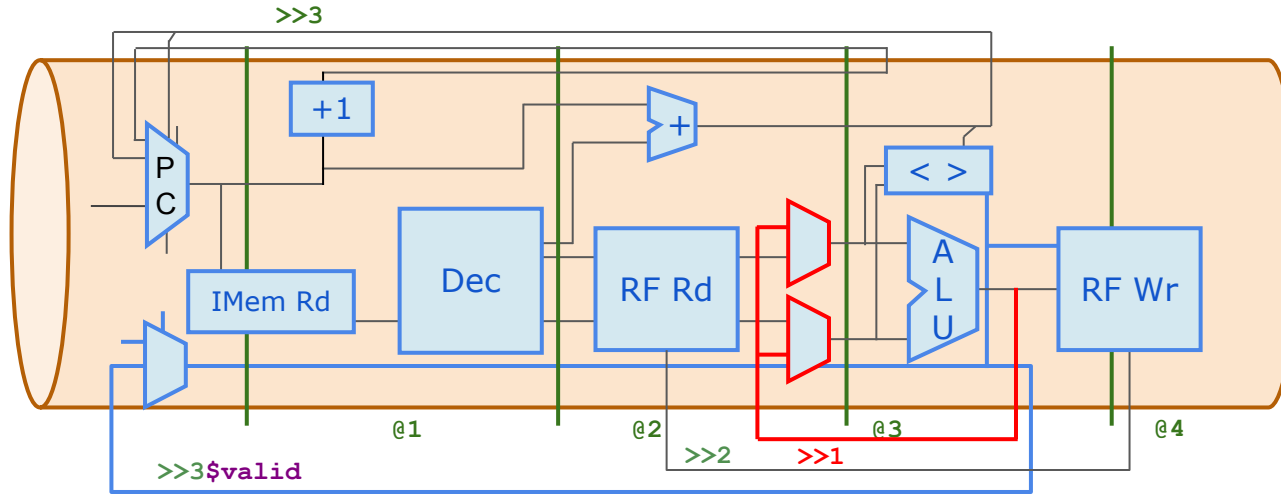 >>3
+1
+
P
C
< >
IMem Rd
Dec
RF Rd
A
L
U
RF Wr
@1
@2
@3
@4
>>3$valid
>>2
>>1